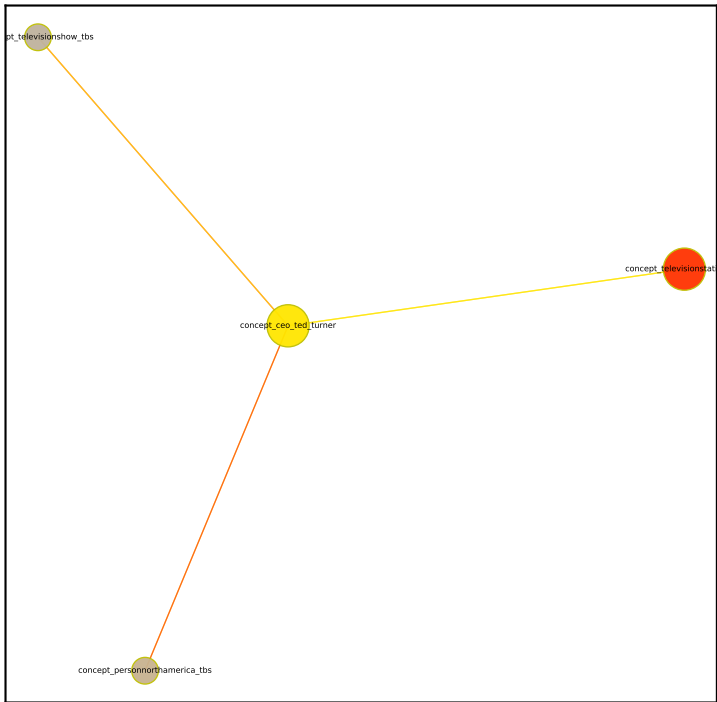 pt_televisionshow_tbs
concept_televisionstati
concept_ceo_ted_turner
concept_personnorthamerica_tbs